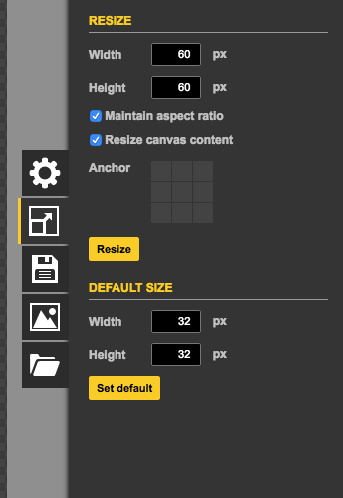 RESIZE
Width 60 px
Height 60 px
Maintain aspect ratio
Resize canvas content
Anchor
Resize
DEFAULT SIZE
Width 32 px
Height 32 px
Set default